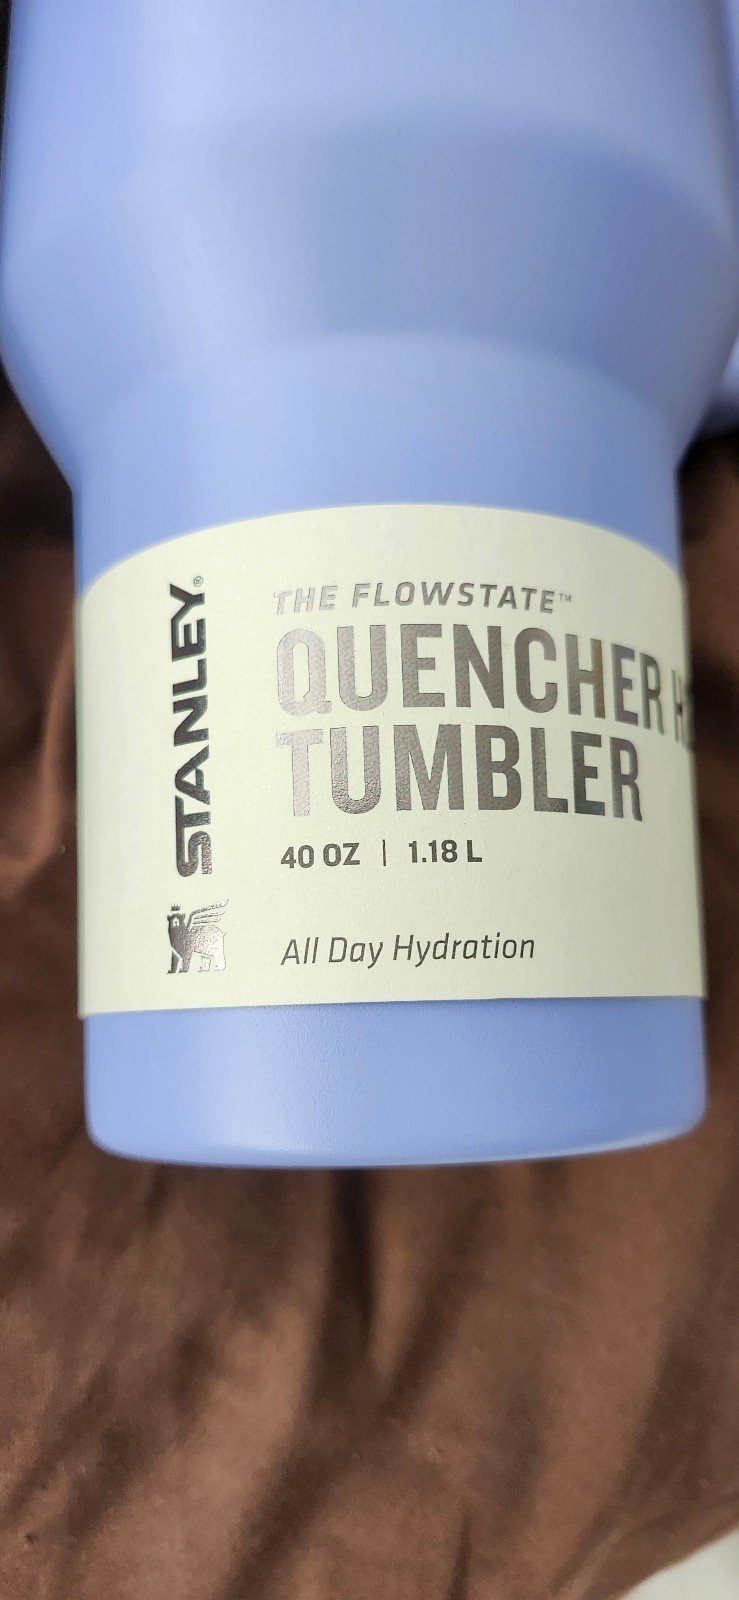 STANLEY®
THE FLOWSTATE™
QUENCHER
TUMBLER
40 OZ | 1.18 L
All Day Hydration